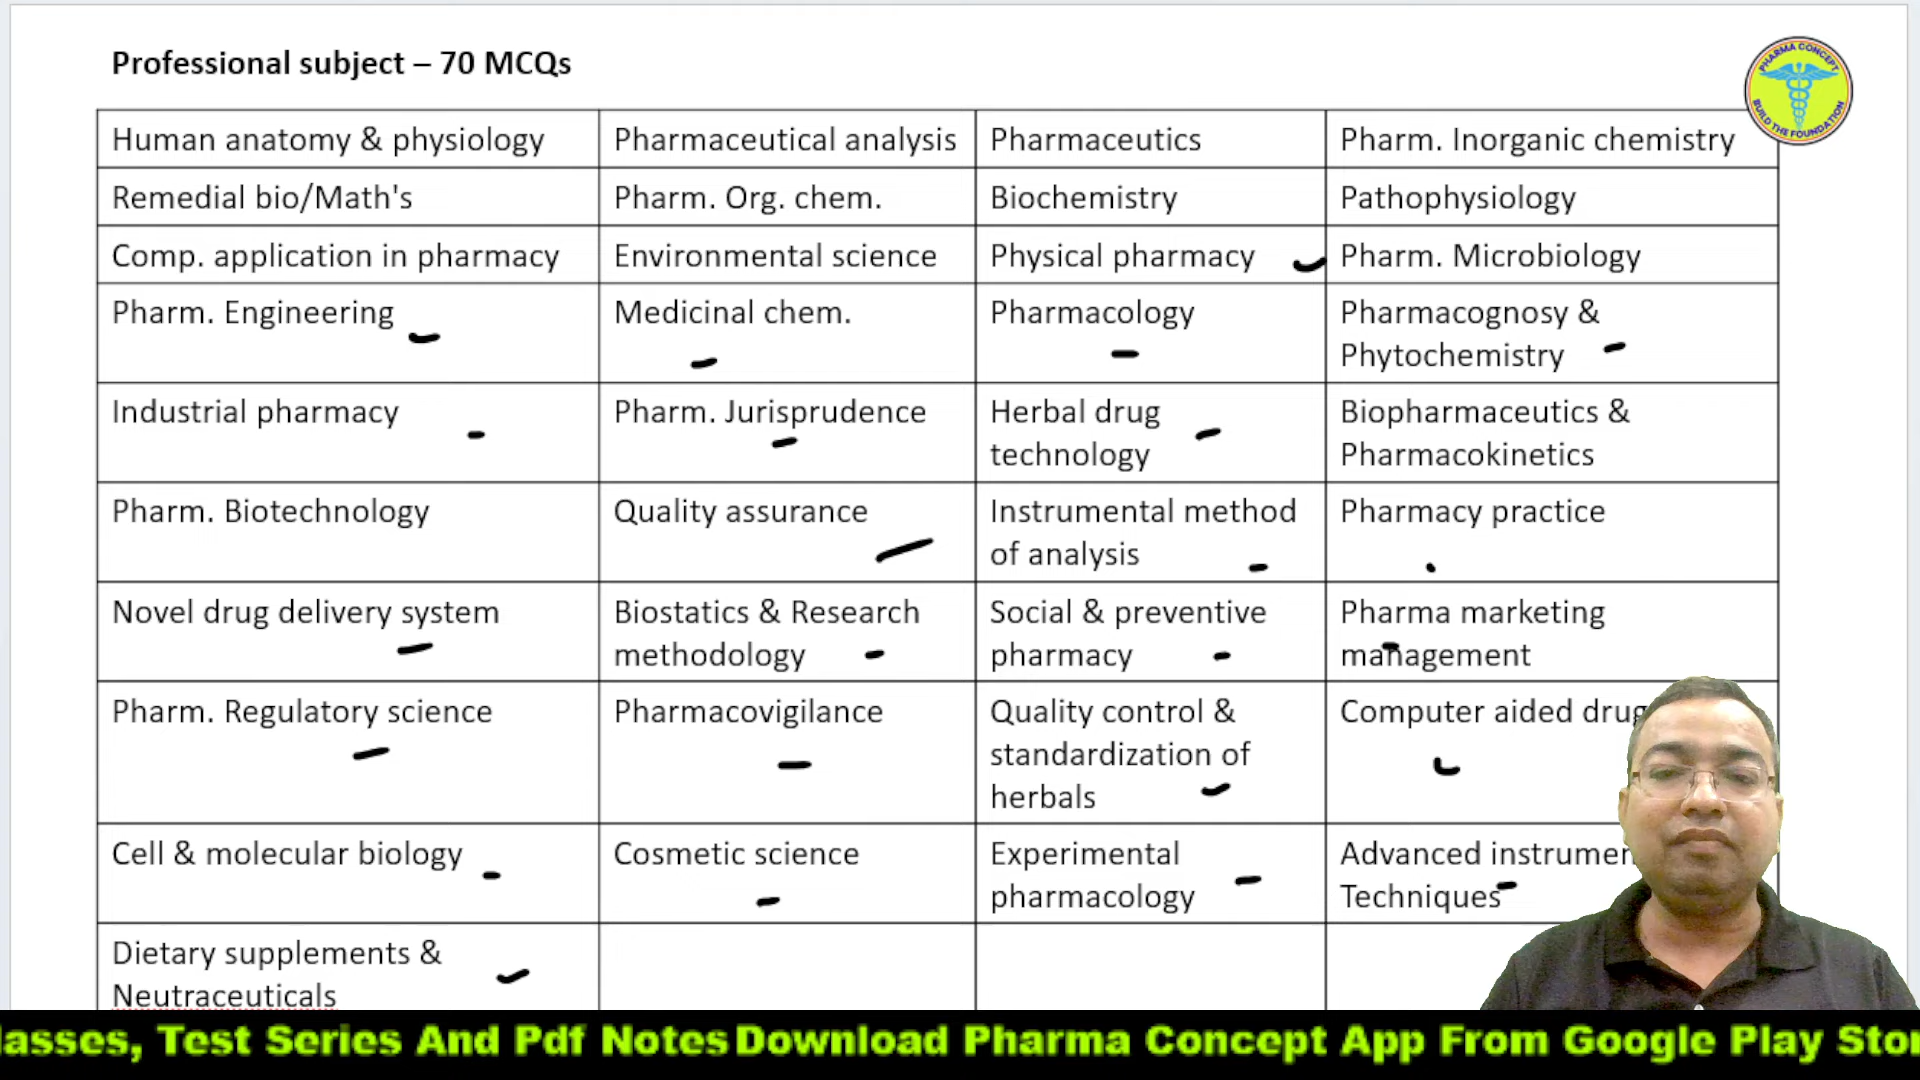 Professional subject – 70 MCQs
PHARMA CONCEPT
BUILD THE FOUNDATION
Human anatomy & physiology
Pharmaceutical analysis
Pharmaceutics
Pharm. Inorganic chemistry
Remedial bio/Math's
Pharm. Org. chem.
Biochemistry
Pathophysiology
Comp. application in pharmacy
Environmental science
Physical pharmacy
Pharm. Microbiology
Pharm. Engineering
Medicinal chem.
Pharmacology
Pharmacognosy &
Phytochemistry
Industrial pharmacy
Pharm. Jurisprudence
Herbal drug
technology
Biopharmaceutics &
Pharmacokinetics
Pharm. Biotechnology
Quality assurance
Instrumental method
of analysis
Pharmacy practice
Novel drug delivery system
Biostatics & Research
methodology
Social & preventive
pharmacy
Pharma marketing
management
Pharm. Regulatory science
Pharmacovigilance
Quality control &
standardization of
herbals
Computer aided drug
Cell & molecular biology
Cosmetic science
Experimental
pharmacology
Advanced
Techniques
Dietary supplements &
Neutraceuticals
Test Series And Pdf Notes Download Pharma Concept App From Google Play